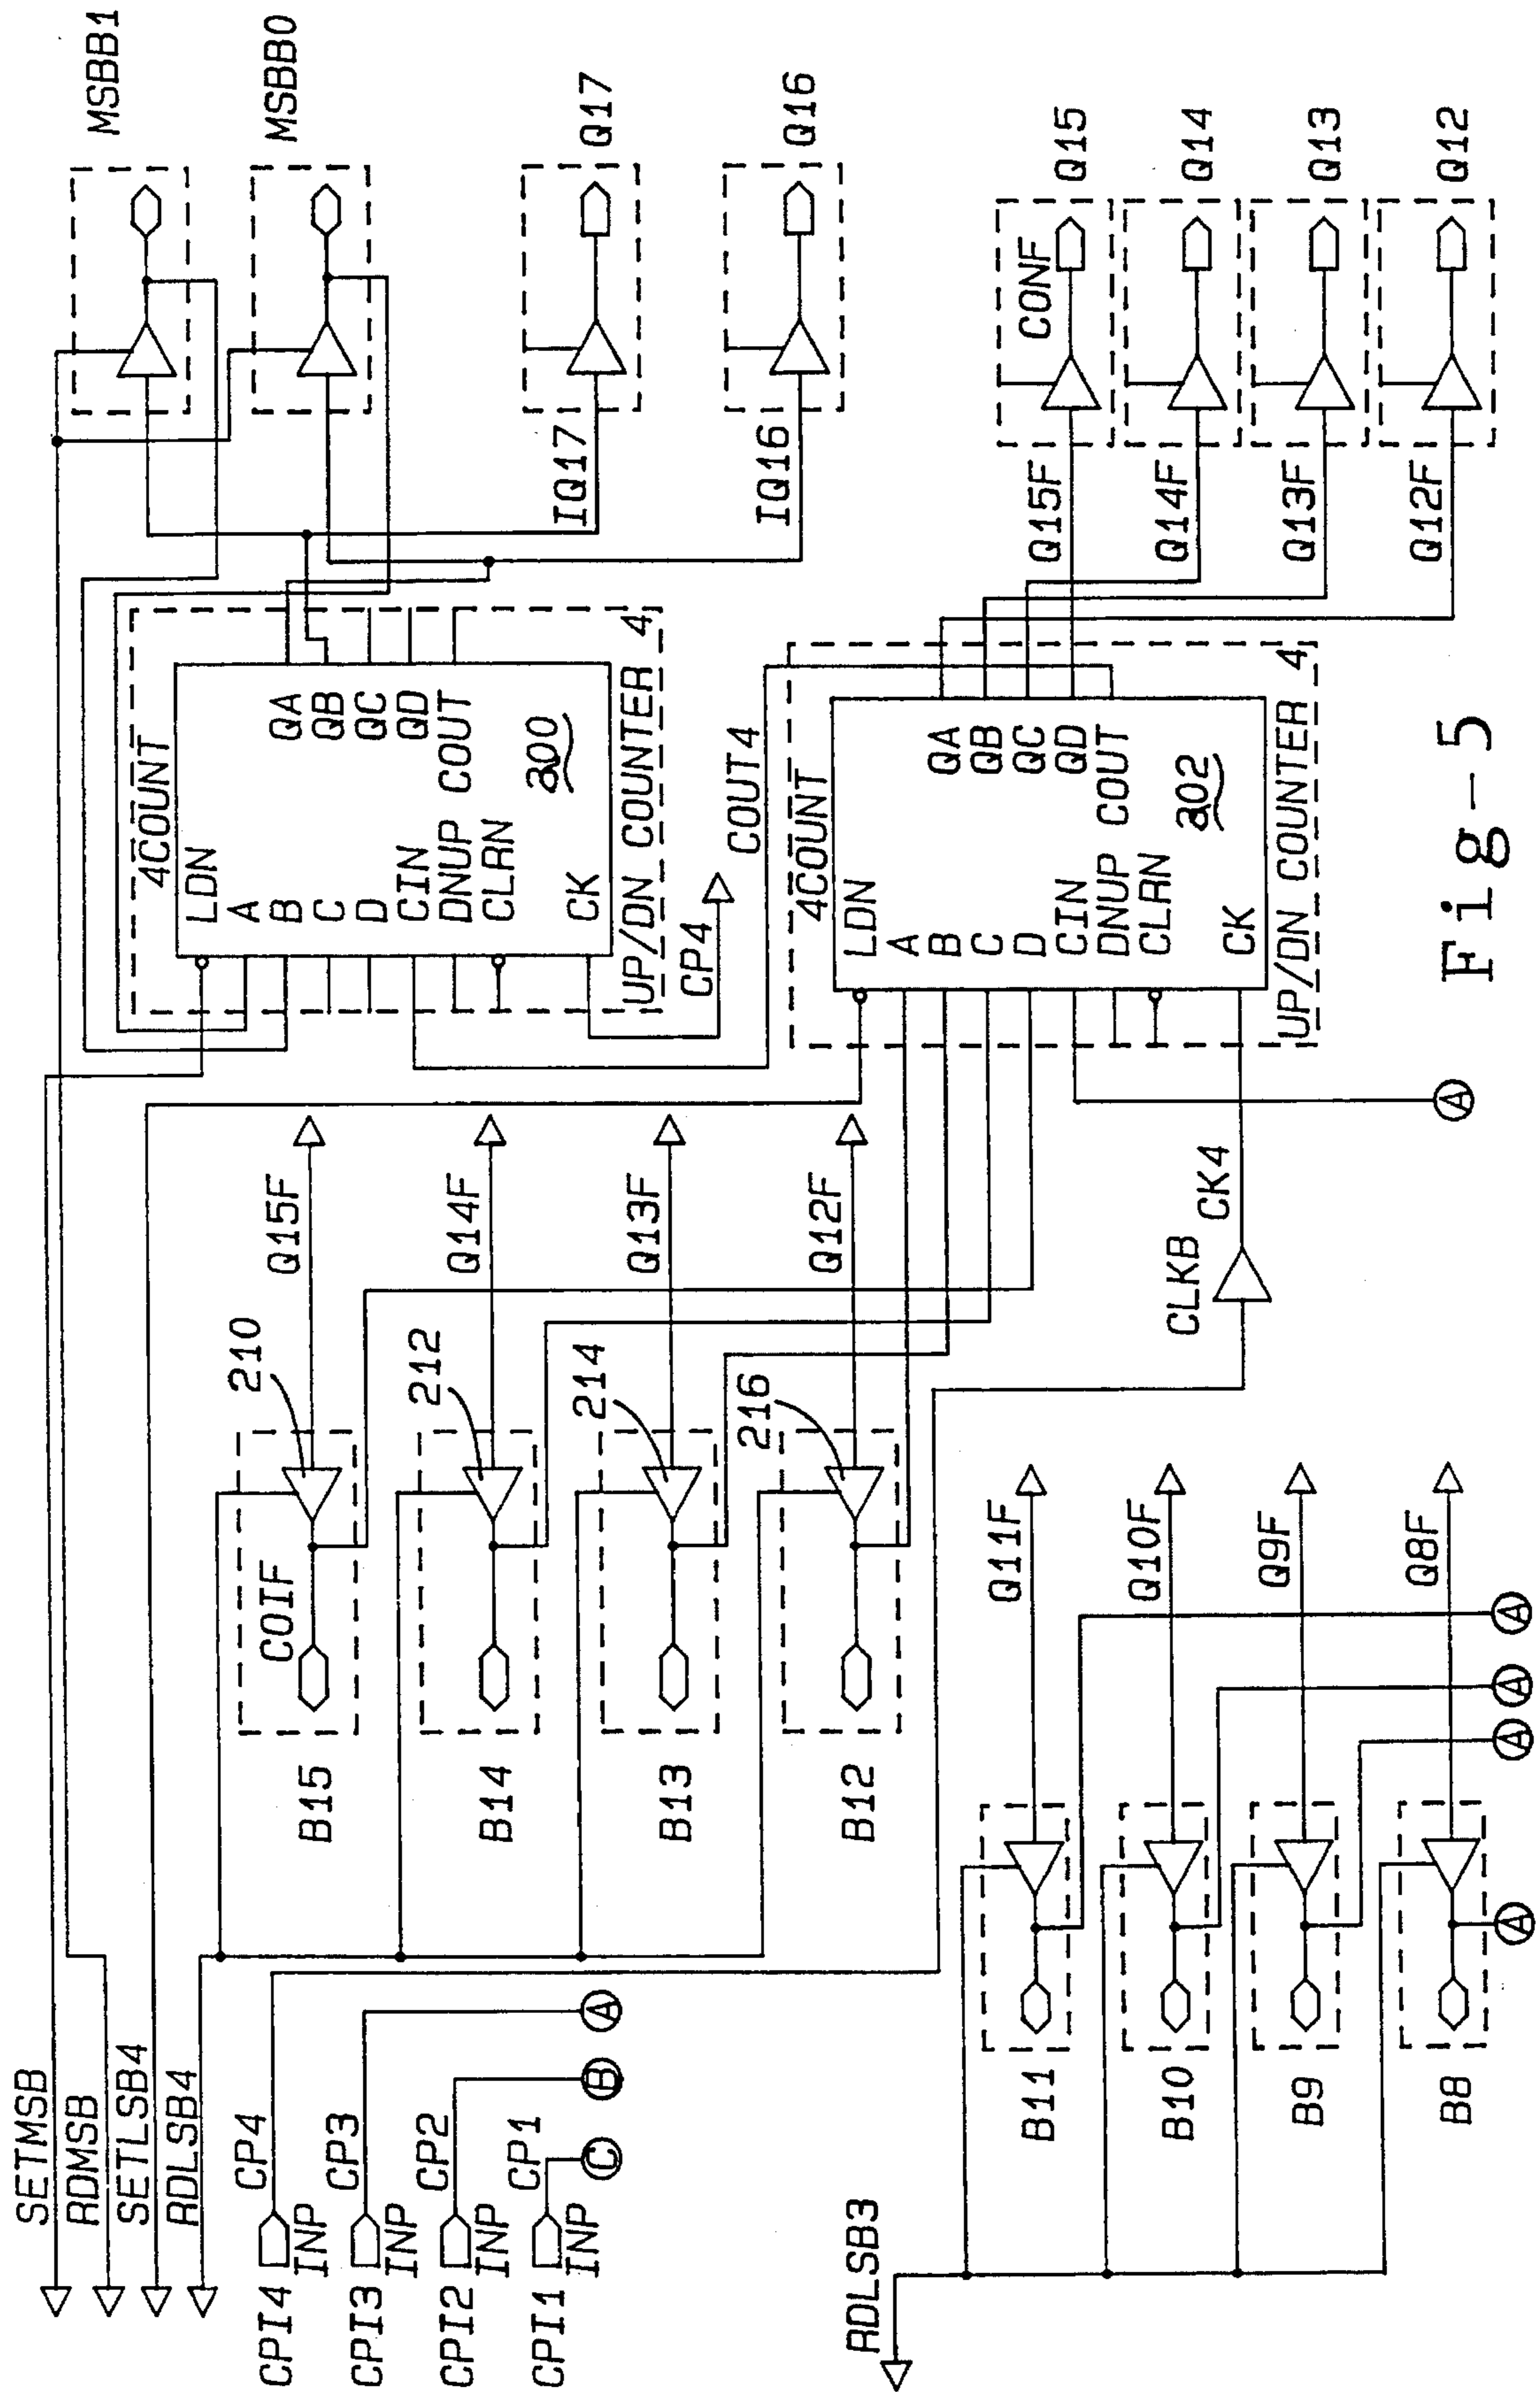 SETMSB
RDMSB
SETLSB4
RDLSB4
CPI4
INP
CP4
CPI3
INP
CP3
CPI2
INP
CP2
CPI1
INP
CP1
A
B
C
B15
COIF
210
Q15F
B14
212
Q14F
B13
214
Q13F
B12
216
Q12F
RDLSB3
B11
Q11F
B10
Q10F
B9
Q9F
B8
Q8F
A
A
A
A
CLKB
CK4
A
4COUNT
LDN
A
B
C
D
CIN
DNUP
CLRN
CK
QA
QB
QC
QD
COUT
200
UP/DN COUNTER 4
CP4
COUT4
4COUNT
LDN
A
B
C
D
CIN
DNUP
CLRN
CK
QA
QB
QC
QD
COUT
202
UP/DN COUNTER 4
MSBB1
MSBB0
IQ17
Q17
IQ16
Q16
Q15F
CONF
Q15
Q14F
Q14
Q13F
Q13
Q12F
Q12
Fig-5